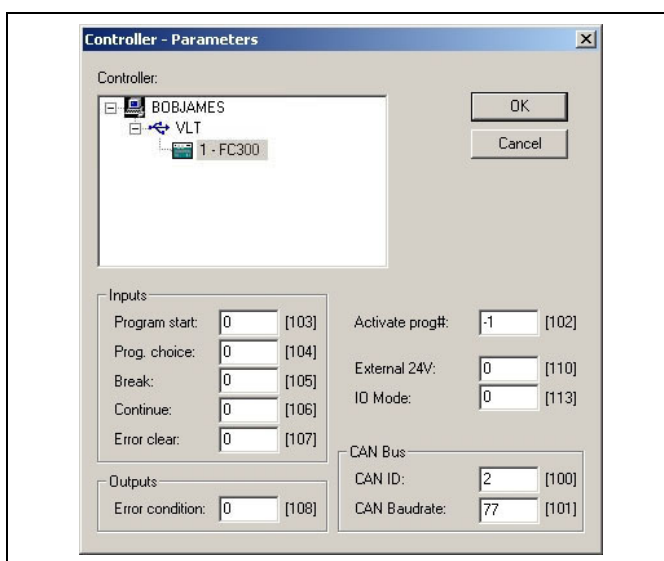 Controller - Parameters
Controller:
BOBJAMES
VLT
1 - FC300
OK
Cancel
Inputs
Program start: 0 [103]
Prog. choice: 0 [104]
Break: 0 [105]
Continue: 0 [106]
Error clear: 0 [107]
Outputs
Error condition: 0 [108]
Activate prog#: -1 [102]
External 24V: 0 [110]
IO Mode: 0 [113]
CAN Bus
CAN ID: 2 [100]
CAN Baudrate: 77 [101]